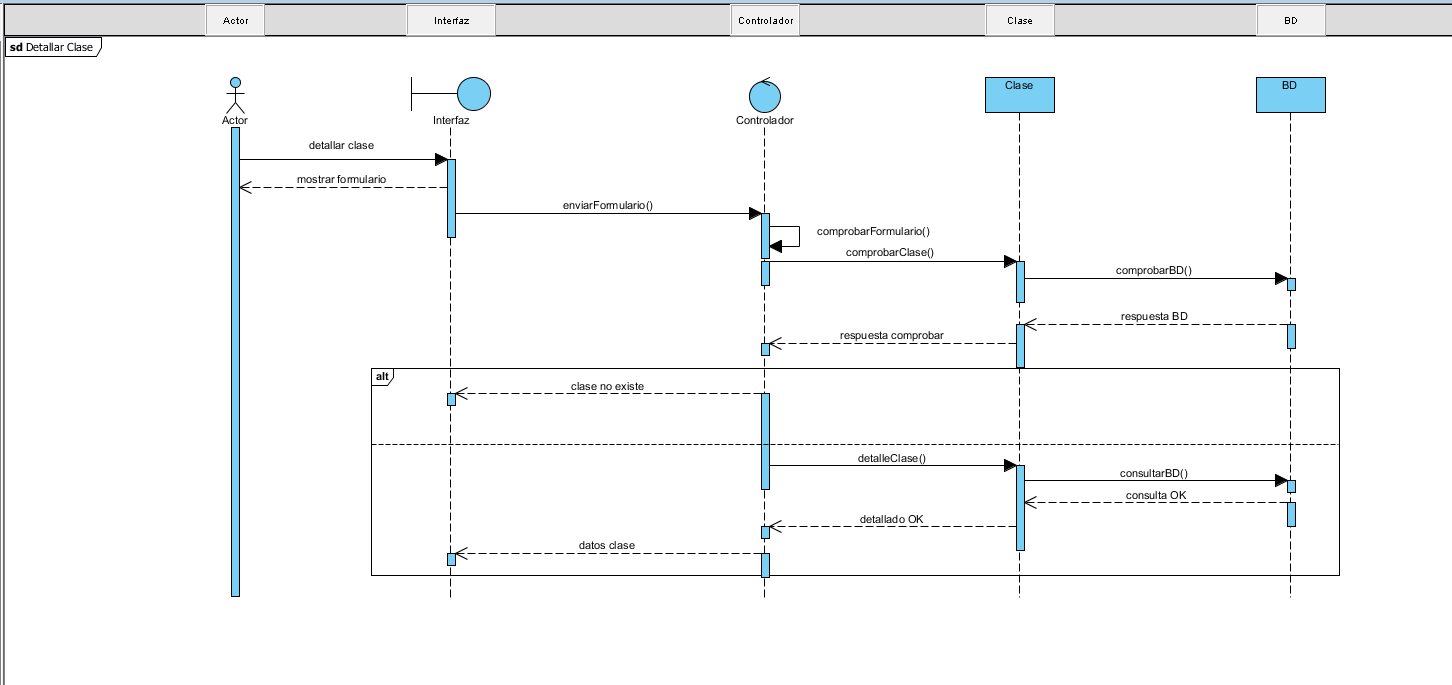 Actor Interfaz Controlador Clase BD
sd Detallar Clase
Clase BD
Actor Interfaz Controlador
detallar clase
mostrar formulario
enviarFormulario()
comprobarFormulario()
comprobarClase()
comprobarBD()
respuesta BD
respuesta comprobar
alt
clase no existe
detalleClase()
consultarBD()
consulta OK
detallado OK
datos clase